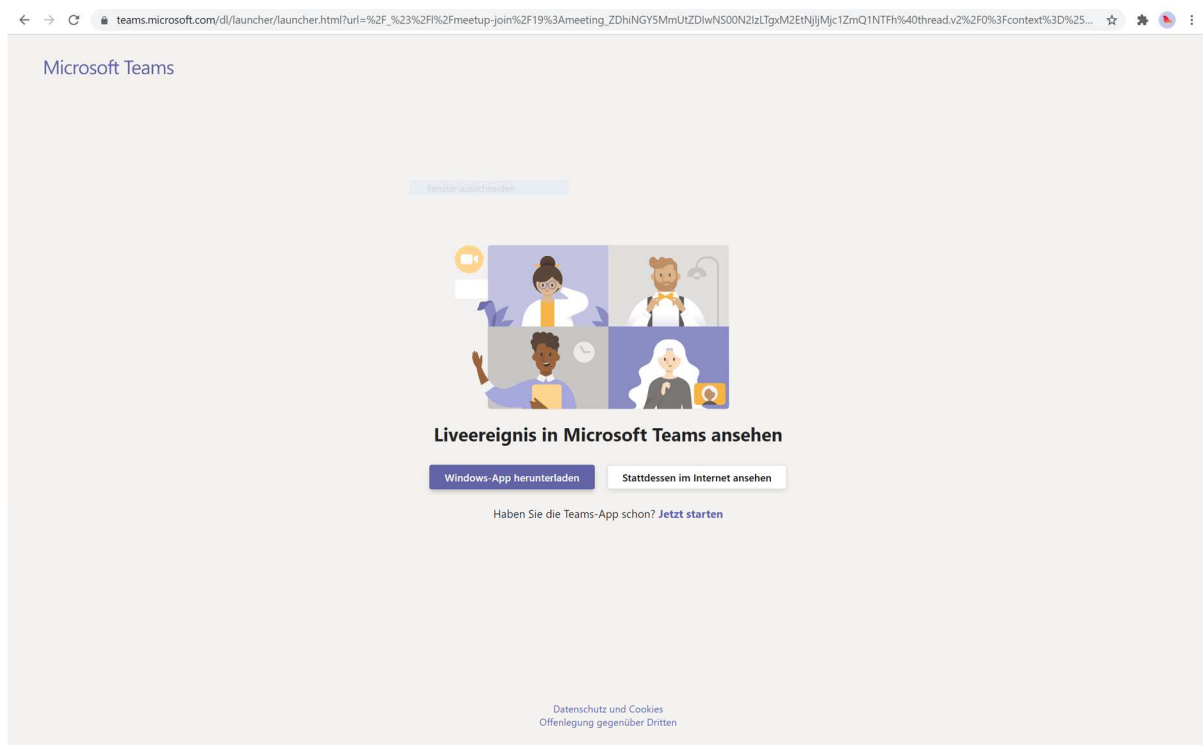 teams.microsoft.com/dl/launcher/launcher.html?url=%2F_%23%2Fl%2Fmeetup-join%2F19%3Ameeting_ZDhiNGY5MmUtZDIwNS00N2IzLTgxM2EtNjljMjc1ZmQ1NTFh%40thread.v2%2F0%3Fcontext%3D%25...
Microsoft Teams
Fenster ausschneiden
Liveereignis in Microsoft Teams ansehen
Windows-App herunterladen Stattdessen im Internet ansehen
Haben Sie die Teams-App schon? Jetzt starten
Datenschutz und Cookies
Offenlegung gegenüber Dritten